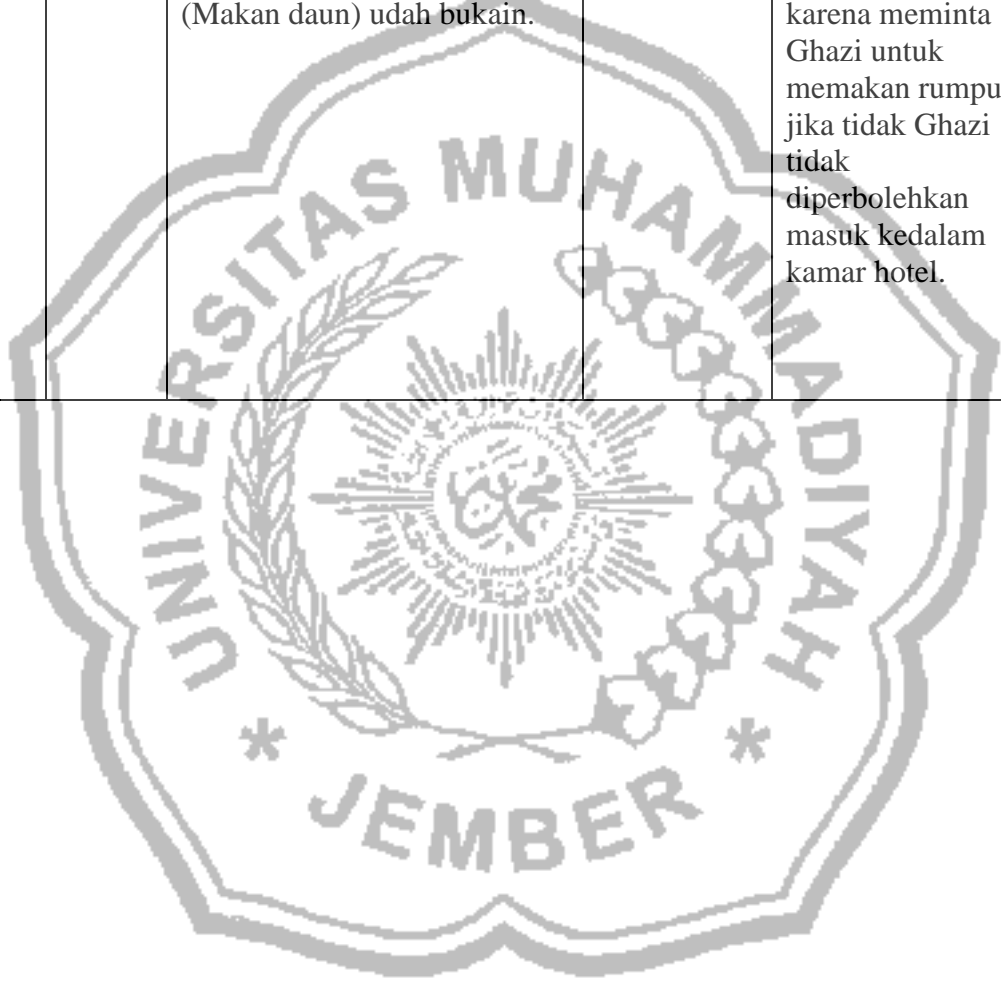 (Makan daun) udah bukain.
karena meminta
Ghazi untuk
memakan rumpu
jika tidak Ghazi
tidak
diperbolehkan
masuk kedalam
kamar hotel.
UNIVERSITAS MUHAMMADIYAH
* JEMBER *